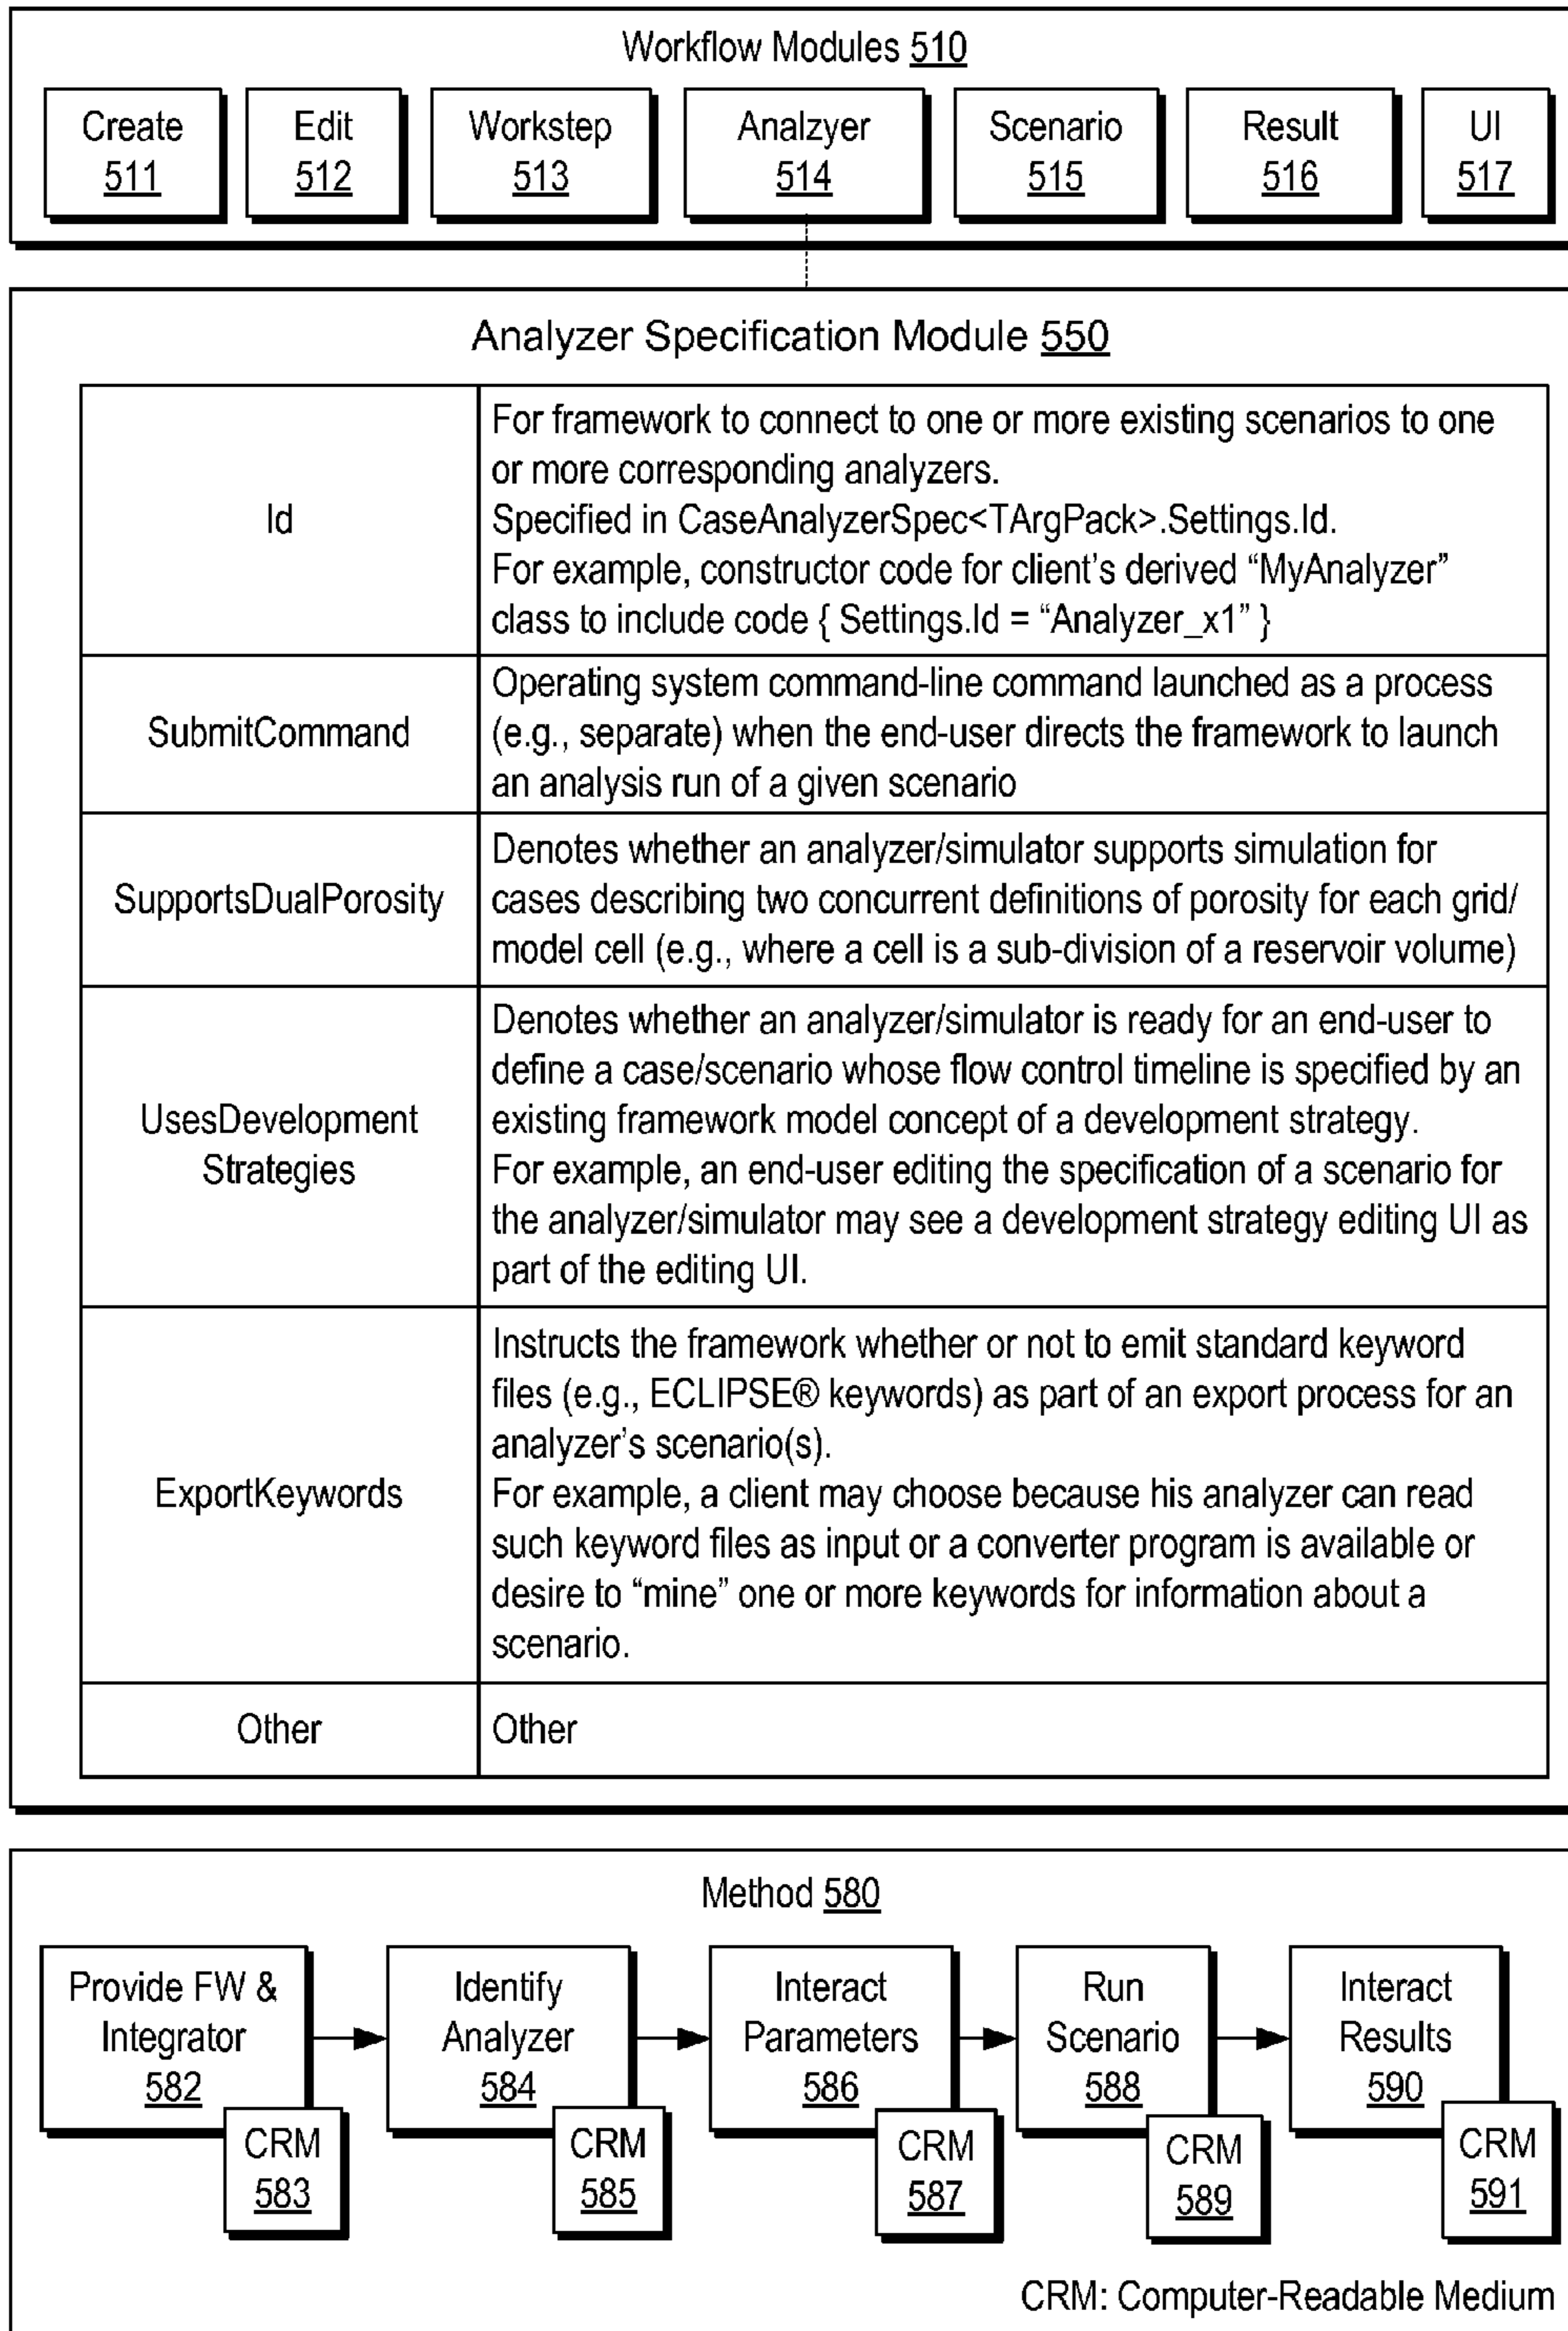 Workflow Modules 510
Create
511
Edit
512
Workstep
513
Analzyer
514
Scenario
515
Result
516
UI
517
Analyzer Specification Module 550
Id
For framework to connect to one or more existing scenarios to one
or more corresponding analyzers.
Specified in CaseAnalyzerSpec<TArgPack>.Settings.Id.
For example, constructor code for client's derived “MyAnalyzer”
class to include code { Settings.Id = “Analyzer_x1” }
SubmitCommand
Operating system command-line command launched as a process
(e.g., separate) when the end-user directs the framework to launch
an analysis run of a given scenario
SupportsDualPorosity
Denotes whether an analyzer/simulator supports simulation for
cases describing two concurrent definitions of porosity for each grid/
model cell (e.g., where a cell is a sub-division of a reservoir volume)
UsesDevelopment
Strategies
Denotes whether an analyzer/simulator is ready for an end-user to
define a case/scenario whose flow control timeline is specified by an
existing framework model concept of a development strategy.
For example, an end-user editing the specification of a scenario for
the analyzer/simulator may see a development strategy editing UI as
part of the editing UI.
ExportKeywords
Instructs the framework whether or not to emit standard keyword
files (e.g., ECLIPSE® keywords) as part of an export process for an
analyzer's scenario(s).
For example, a client may choose because his analyzer can read
such keyword files as input or a converter program is available or
desire to “mine” one or more keywords for information about a
scenario.
Other
Other
Method 580
Provide FW &
Integrator
582
CRM
583
Identify
Analyzer
584
CRM
585
Interact
Parameters
586
CRM
587
Run
Scenario
588
CRM
589
Interact
Results
590
CRM
591
CRM: Computer-Readable Medium